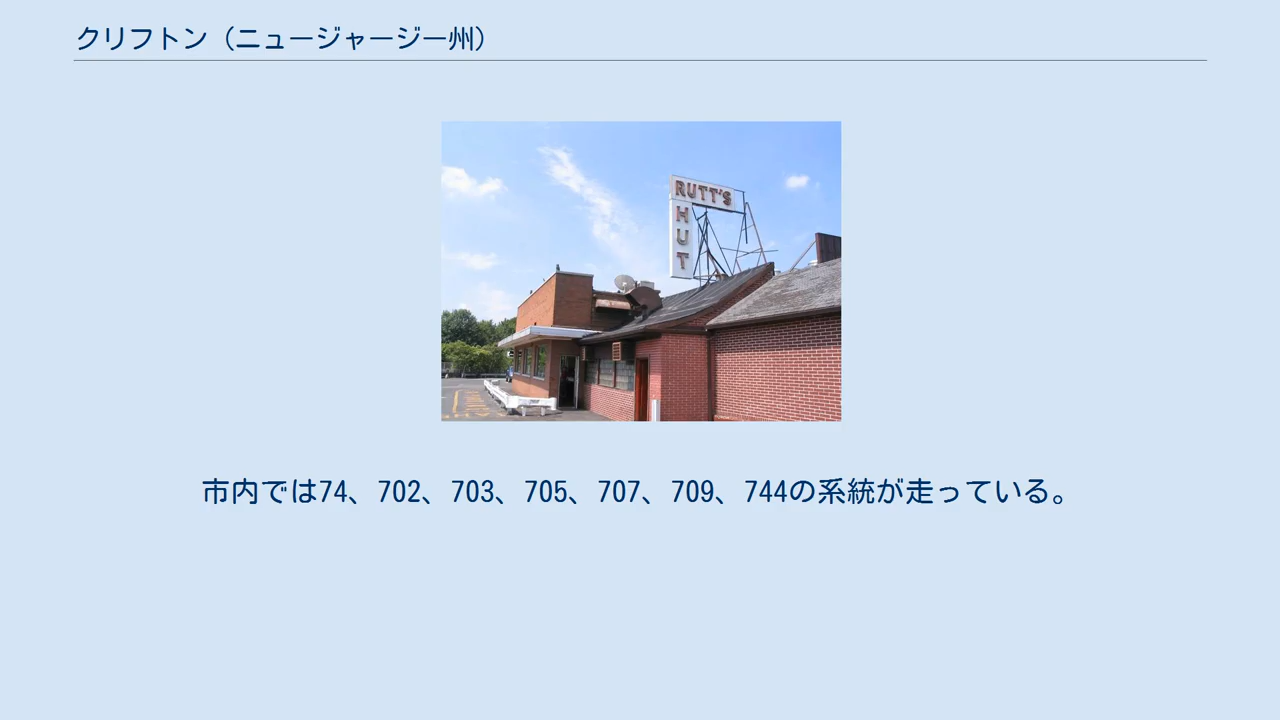 クリフトン（ニュージャージー州）
RUTT'S
HUT
市内では74、702、703、705、707、709、744の系統が走っている。